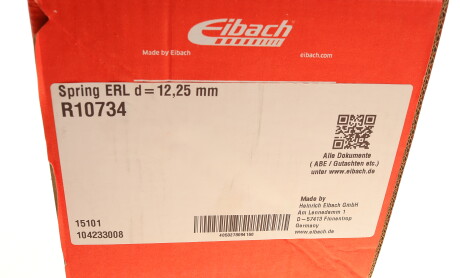 Eibach
Made by Eibach
eibach.com
Spring ERL d=12,25 mm
R10734
Alle Dokumente
( ABE / Gutachten etc.)
unter www.eibach.de
Made by
Heinrich Eibach GmbH
Am Lennedamm 1
D-57413 Finnentrop
Germany
www.eibach.de
15101
104233008